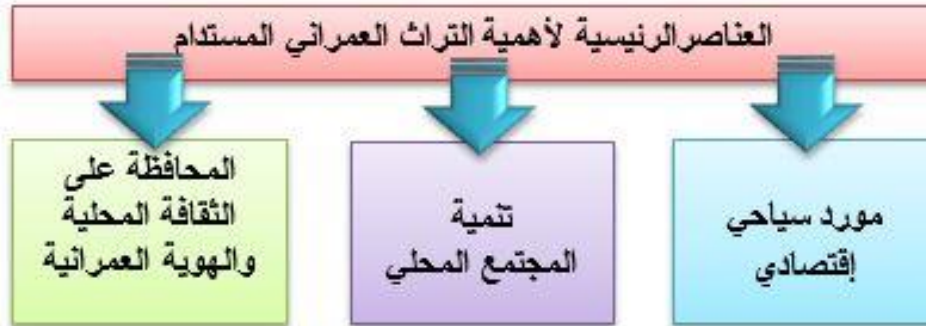 العناصرالرئيسية لأهمية التراث العمراني المستدام
مورد سياحي
إقتصادي
تنمية
المجتمع المحلي
المحافظة على
الثقافة المحلية
والهوية العمرانية